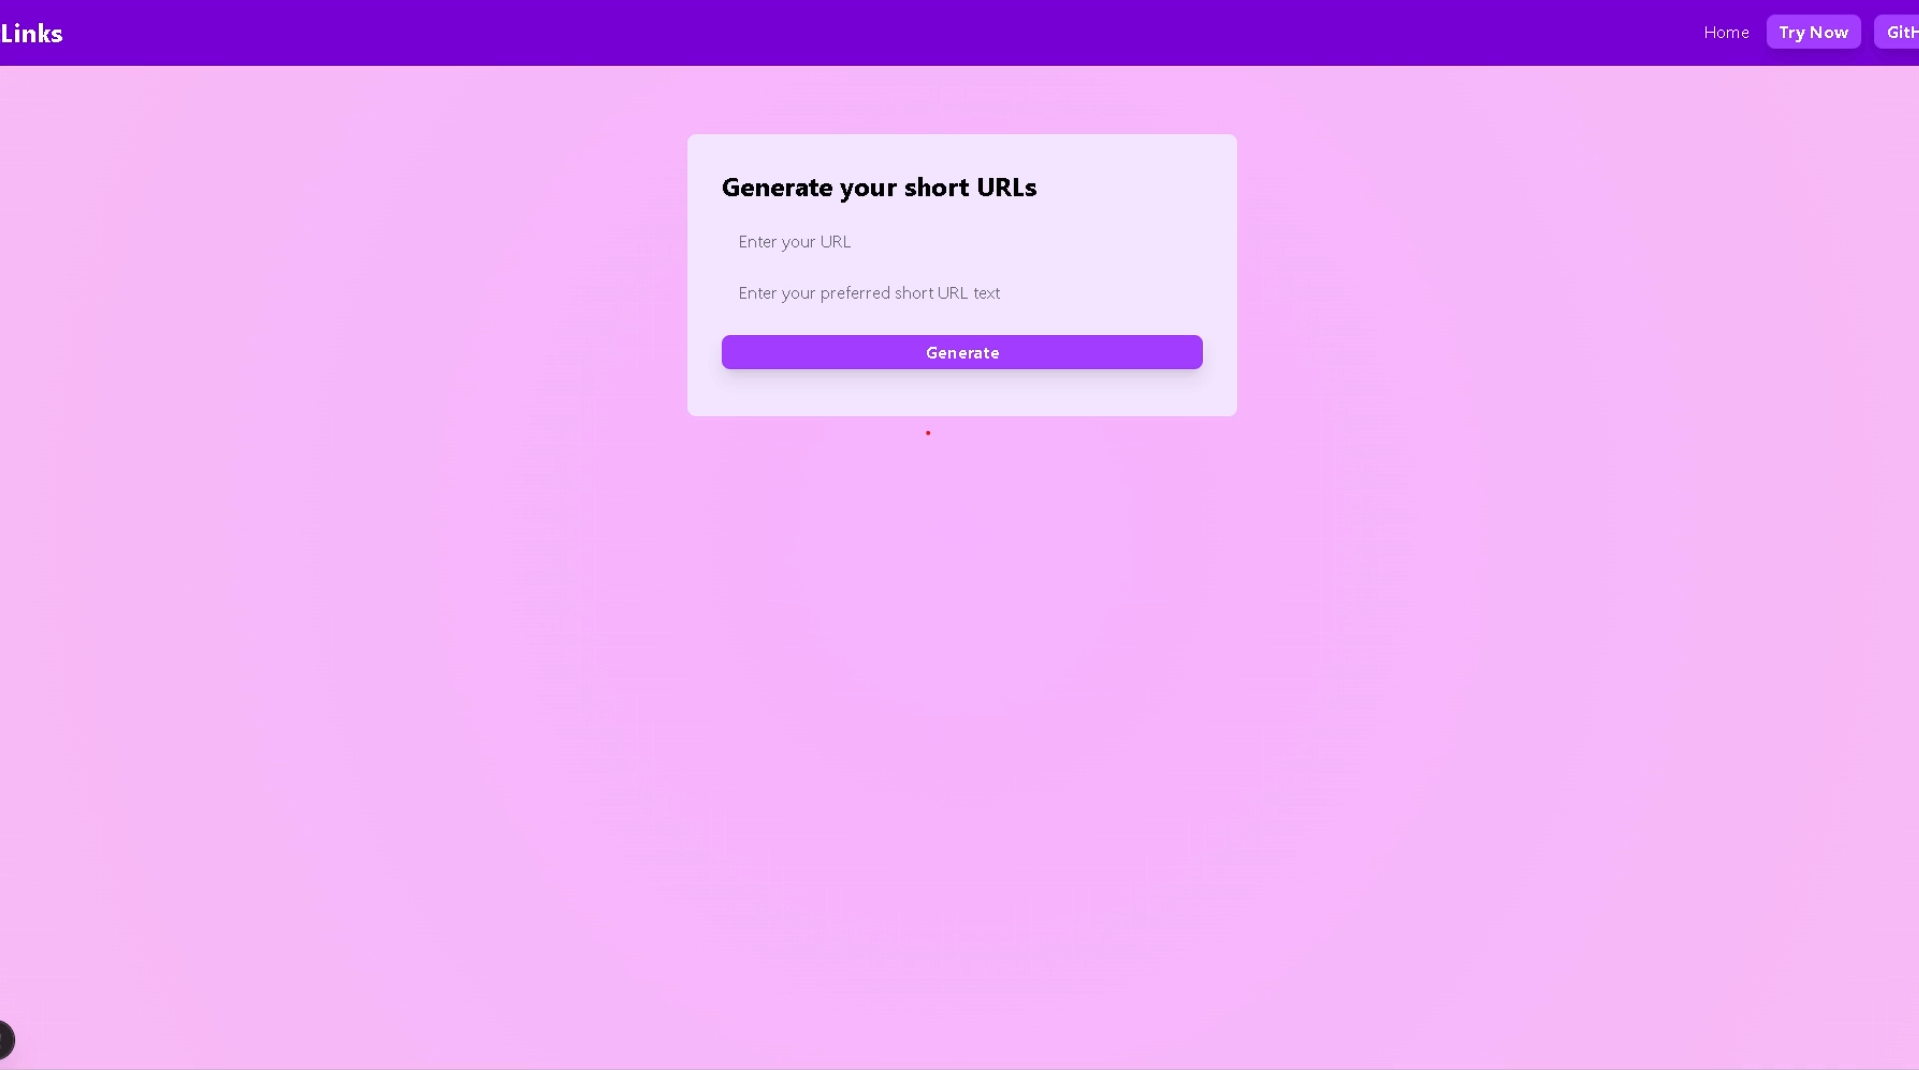 Links
Home
Try Now
GitH
Generate your short URLs
Enter your URL
Enter your preferred short URL text
Generate